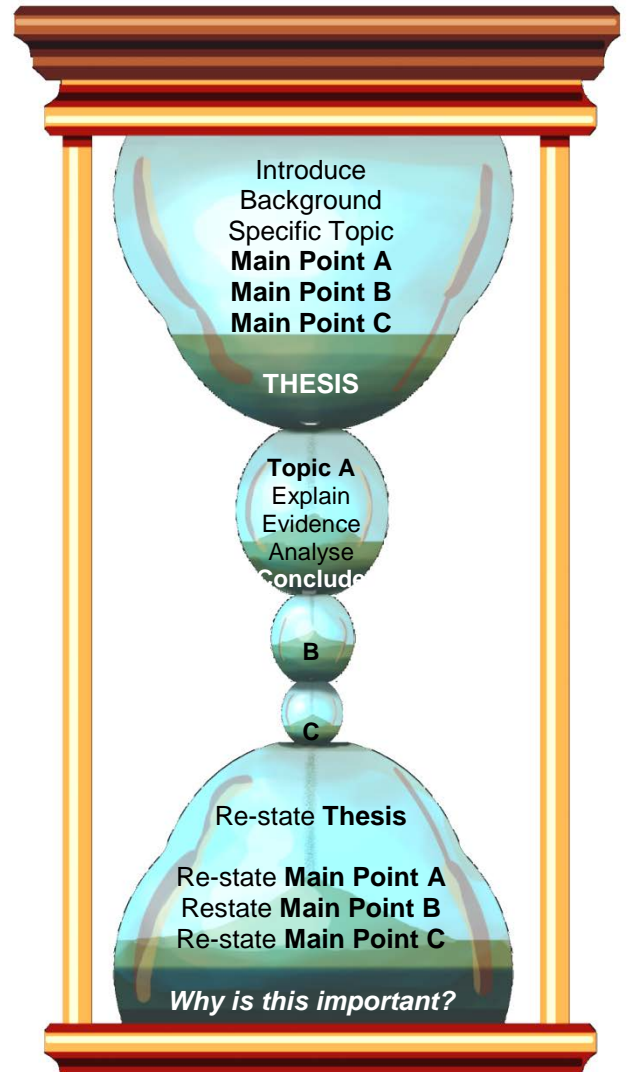 Introduce
Background
Specific Topic
Main Point A
Main Point B
Main Point C
THESIS
Topic A
Explain
Evidence
Analyse
Conclude
B
C
Re-state Thesis
Re-state Main Point A
Restate Main Point B
Re-state Main Point C
Why is this important?